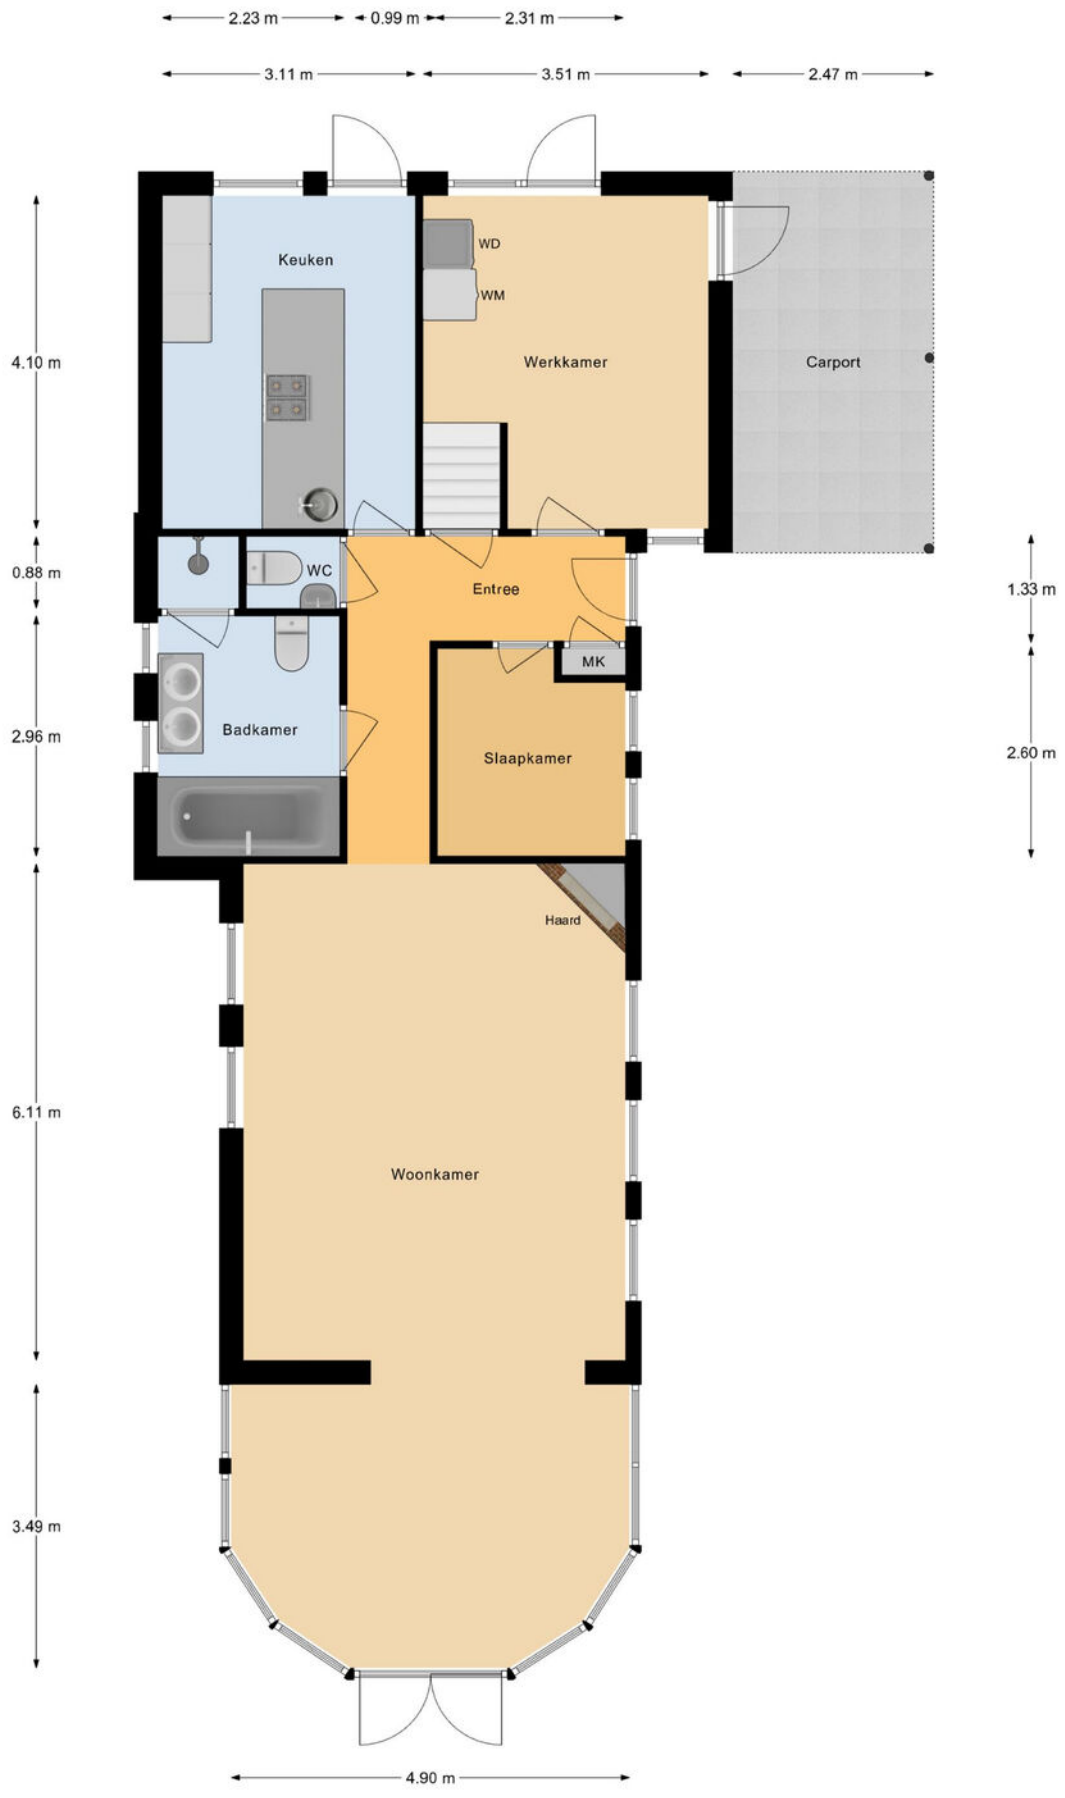 2.23 m 0.99 m 2.31 m
3.11 m 3.51 m 2.47 m
WD
Keuken
WM
4.10 m
Werkkamer
Carport
0.88 m
WC
Entree
1.33 m
MK
Badkamer
2.96 m
Slaapkamer
2.60 m
Haard
6.11 m
Woonkamer
3.49 m
4.90 m